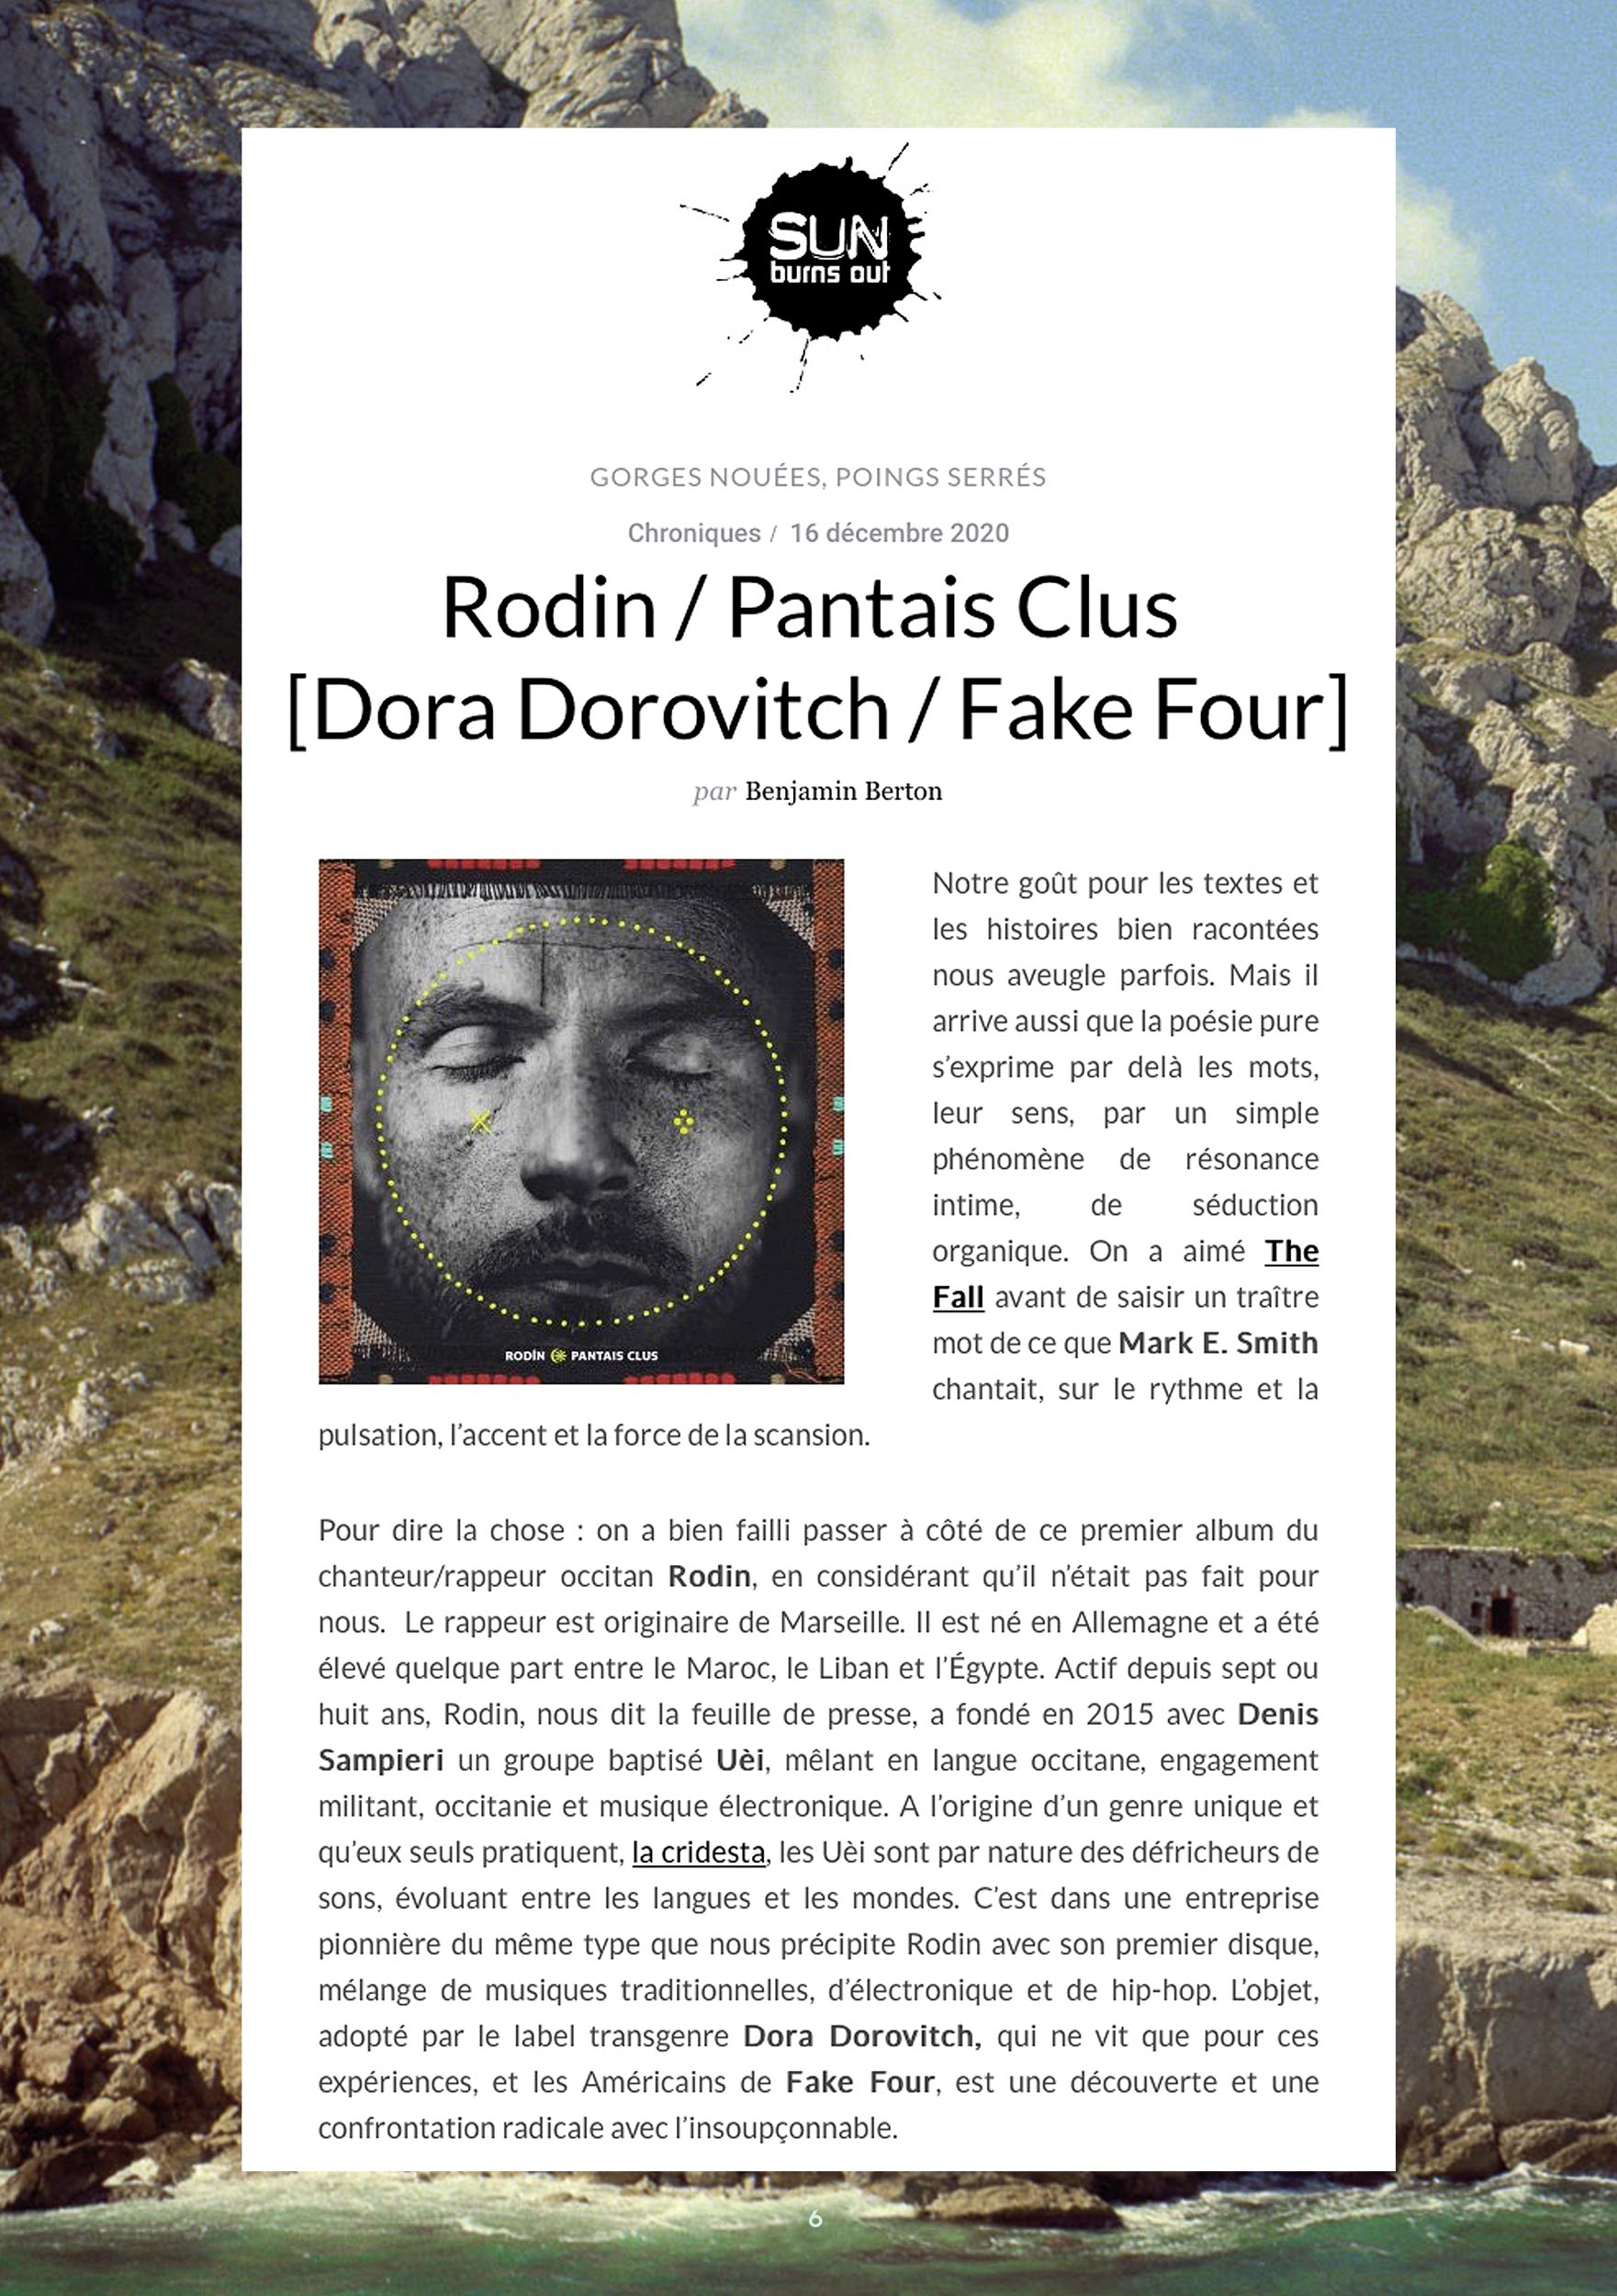 SUN
burns out
GORGES NOUÉES, POINGS SERRÉS
Chroniques / 16 décembre 2020
Rodin / Pantais Clus
[Dora Dorovitch / Fake Four]
par Benjamin Berton
RODÍN PANTAIS CLUS
Notre goût pour les textes et
les histoires bien racontées
nous aveugle parfois. Mais il
arrive aussi que la poésie pure
s’exprime par delà les mots,
leur sens, par un simple
phénomène de résonance
intime, de séduction
organique. On a aimé The
Fall avant de saisir un traître
mot de ce que Mark E. Smith
chantait, sur le rythme et la
pulsation, l’accent et la force de la scansion.
Pour dire la chose : on a bien failli passer à côté de ce premier album du
chanteur/rappeur occitan Rodin, en considérant qu’il n’était pas fait pour
nous. Le rappeur est originaire de Marseille. Il est né en Allemagne et a été
élevé quelque part entre le Maroc, le Liban et l’Égypte. Actif depuis sept ou
huit ans, Rodin, nous dit la feuille de presse, a fondé en 2015 avec Denis
Sampieri un groupe baptisé Uèi, mêlant en langue occitane, engagement
militant, occitanie et musique électronique. A l’origine d’un genre unique et
qu’eux seuls pratiquent, la cridesta, les Uèi sont par nature des défricheurs de
sons, évoluant entre les langues et les mondes. C’est dans une entreprise
pionnière du même type que nous précipite Rodin avec son premier disque,
mélange de musiques traditionnelles, d’électronique et de hip-hop. L’objet,
adopté par le label transgenre Dora Dorovitch, qui ne vit que pour ces
expériences, et les Américains de Fake Four, est une découverte et une
confrontation radicale avec l’insoupçonnable.
6